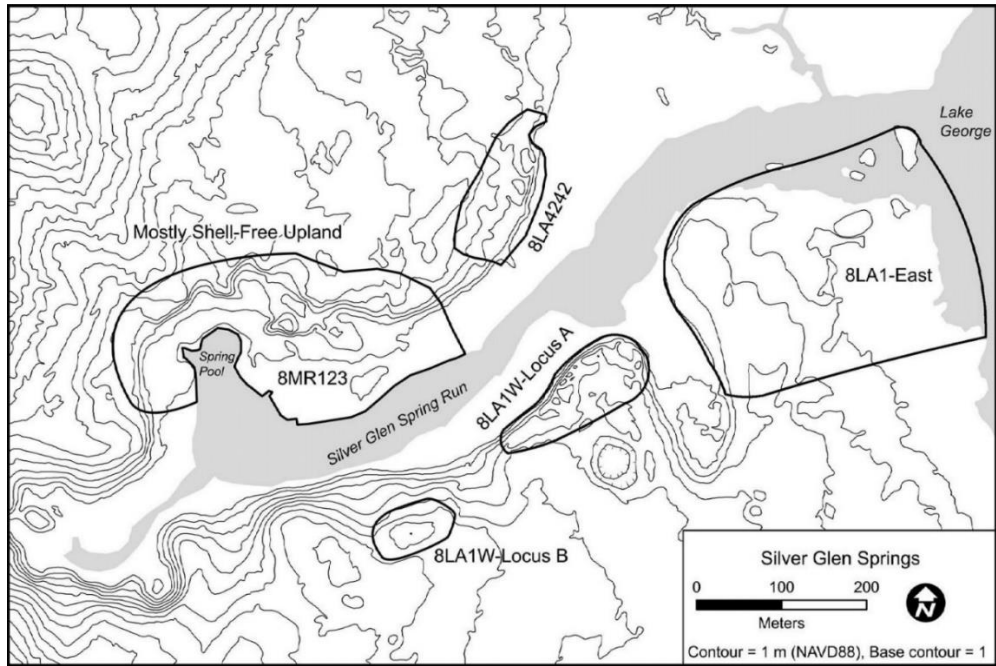 Lake
George
Mostly Shell-Free Upland
8LA4242
8LA1-East
Spring
Pool
8MR123
8LA1W-Locus A
Silver Glen Spring Run
8LA1W-Locus B
Silver Glen Springs
0 100 200
Meters
N
Contour = 1 m (NAVD88), Base contour = 1